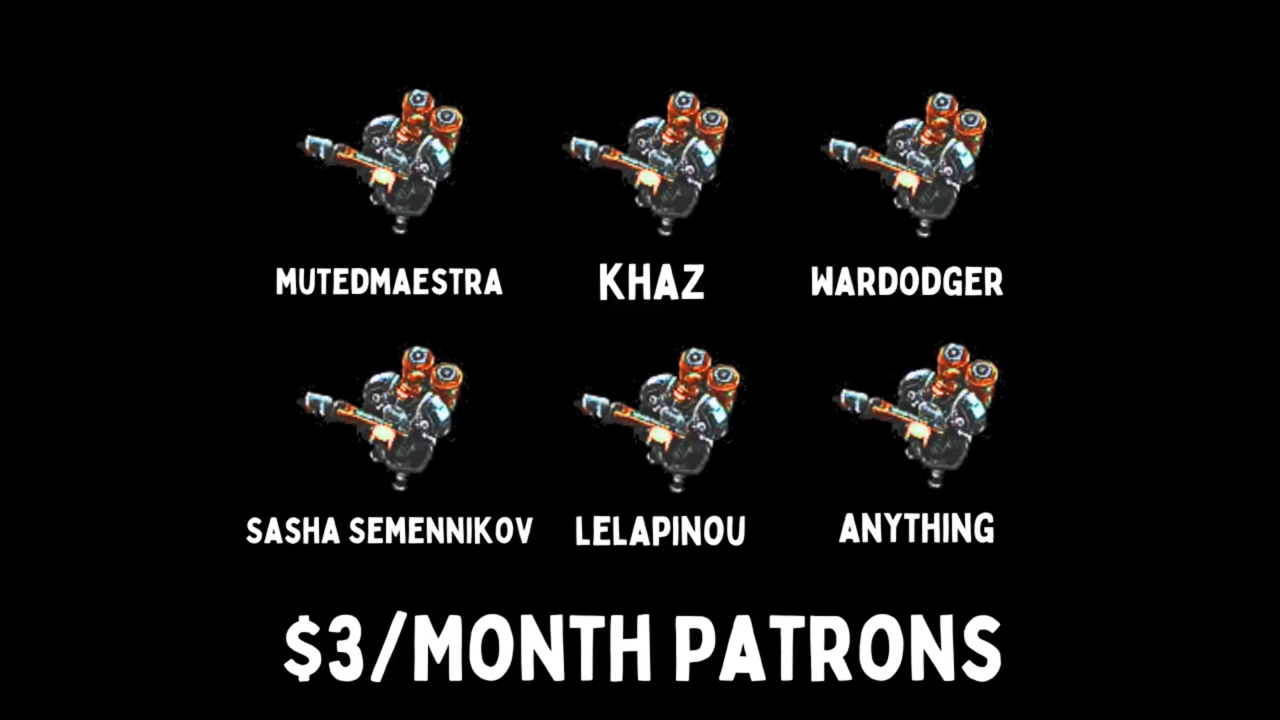 MUTEDMAESTRA
KHAZ
WARDODGER
SASHA SEMENNIKOV
LELAPINOU
ANYTHING
$3/MONTH PATRONS